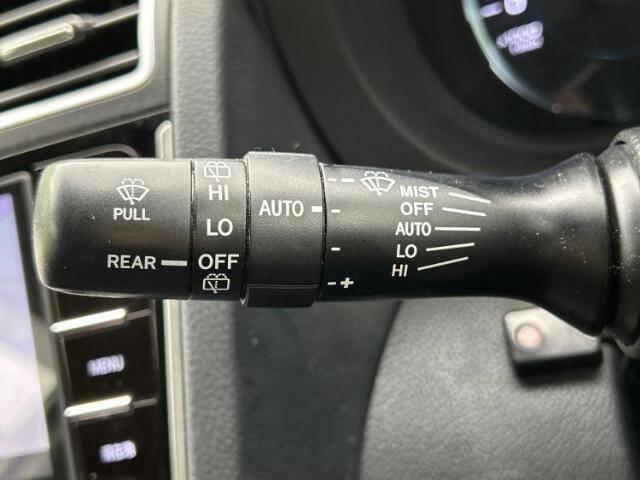 PULL
REAR
HI
LO
OFF
AUTO
- +
MIST
OFF
AUTO
LO
HI
MENU